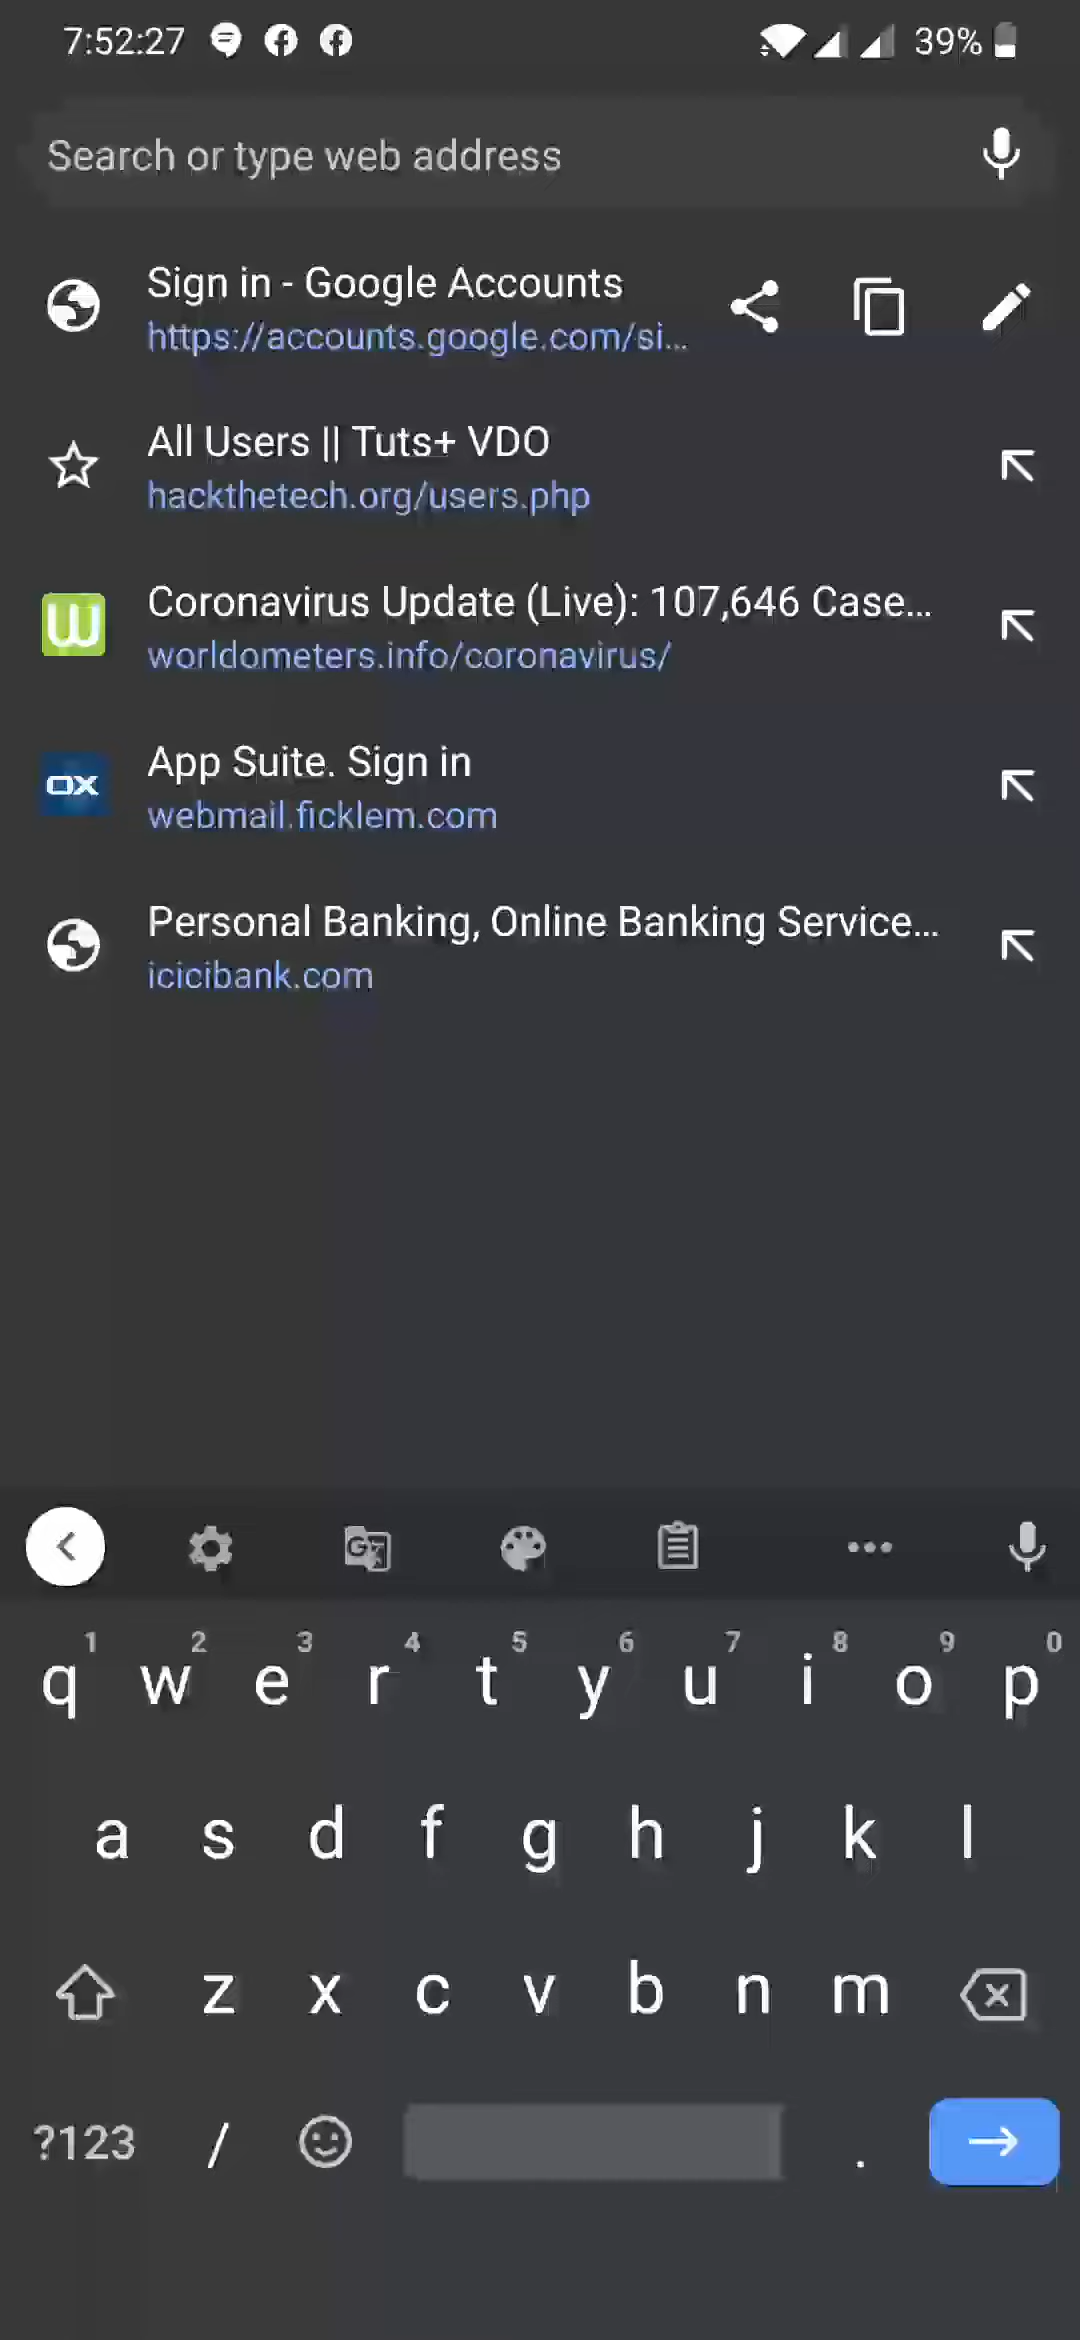 7:52:27 39%
Search or type web address
Sign in - Google Accounts
https://accounts.google.com/si...
All Users || Tuts+ VDO
hackthetech.org/users.php
W
Coronavirus Update (Live): 107,646 Case...
worldometers.info/coronavirus/
OX
App Suite. Sign in
webmail.ficklem.com
Personal Banking, Online Banking Service...
icicibank.com
G
1 2 3 4 5 6 7 8 9 0
q w e r t y u i o p
a s d f g h j k l
z x c v b n m
?123 / .